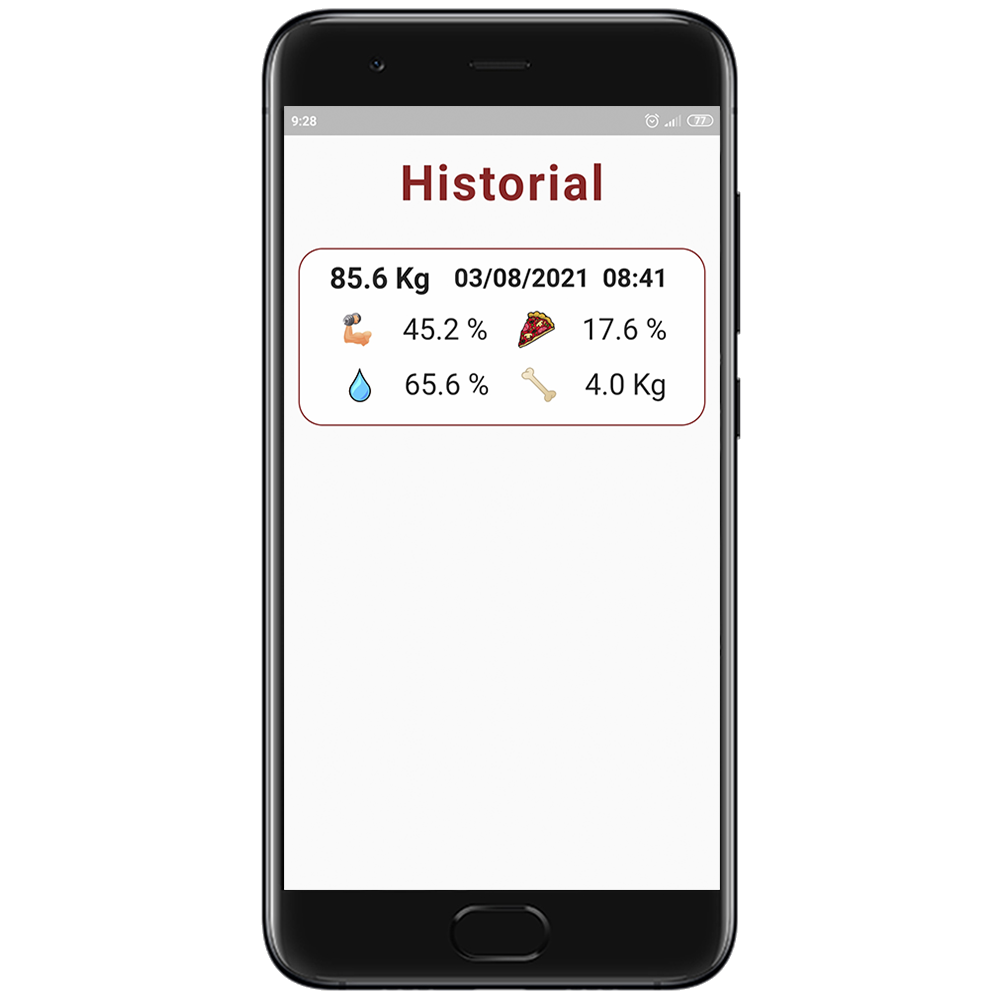 9:28 77
Historial
85.6 Kg 03/08/2021 08:41
45.2 % 17.6 %
65.6 % 4.0 Kg